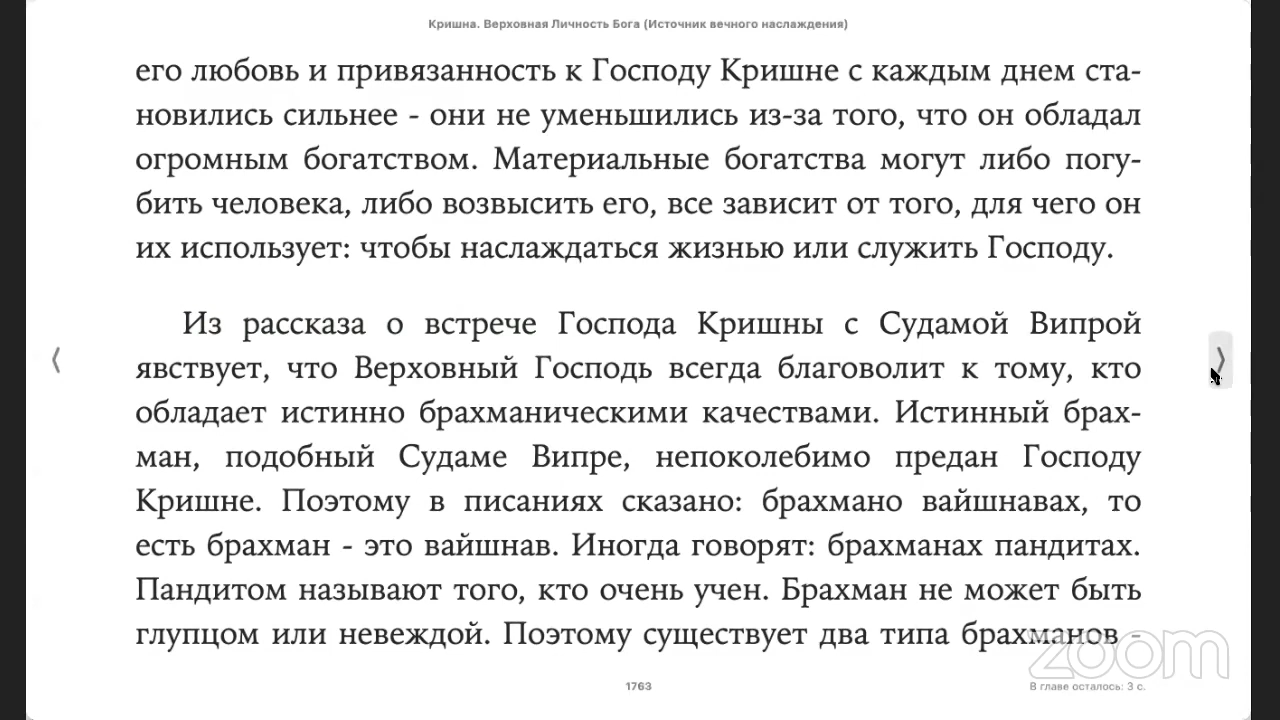 Кришна. Верховная Личность Бога (Источник вечного наслаждения)
его любовь и привязанность к Господу Кришне с каждым днем ста-
новились сильнее - они не уменьшились из-за того, что он обладал
огромным богатством. Материальные богатства могут либо погу-
бить человека, либо возвысить его, все зависит от того, для чего он
их использует: чтобы наслаждаться жизнью или служить Господу.
Из рассказа о встрече Господа Кришны с Судамой Випрой
явствует, что Верховный Господь всегда благоволит к тому, кто
обладает истинно брахманическими качествами. Истинный брах-
ман, подобный Судаме Випре, непоколебимо предан Господу
Кришне. Поэтому в писаниях сказано: брахмано вайшнавах, то
есть брахман - это вайшнав. Иногда говорят: брахманах пандитах.
Пандитом называют того, кто очень учен. Брахман не может быть
глупцом или невеждой. Поэтому существует два типа брахманов -
zoom
1763
В главе осталось: 3 с.